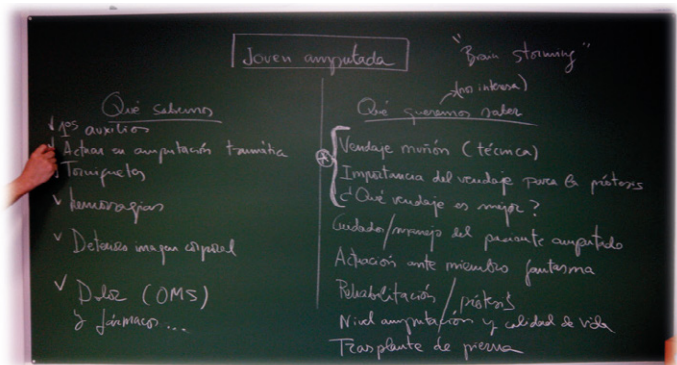 Joven amputada
"Brain storming"
Qué sabemos
1os auxilios
Actuar en amputación traumática
Torniquetes
hemorragias
Deterioro imagen corporal
Dolor (OMS)
y fármacos...
(nos interesa)
Qué queremos saber
Vendaje muñón (técnica)
Importancia del vendaje para la prótesis
¿Qué vendaje es mejor?
Cuidados/manejo del paciente amputado
Actuación ante miembro fantasma
Rehabilitación / prótesis
Nivel amputación y calidad de vida
Trasplante de pierna